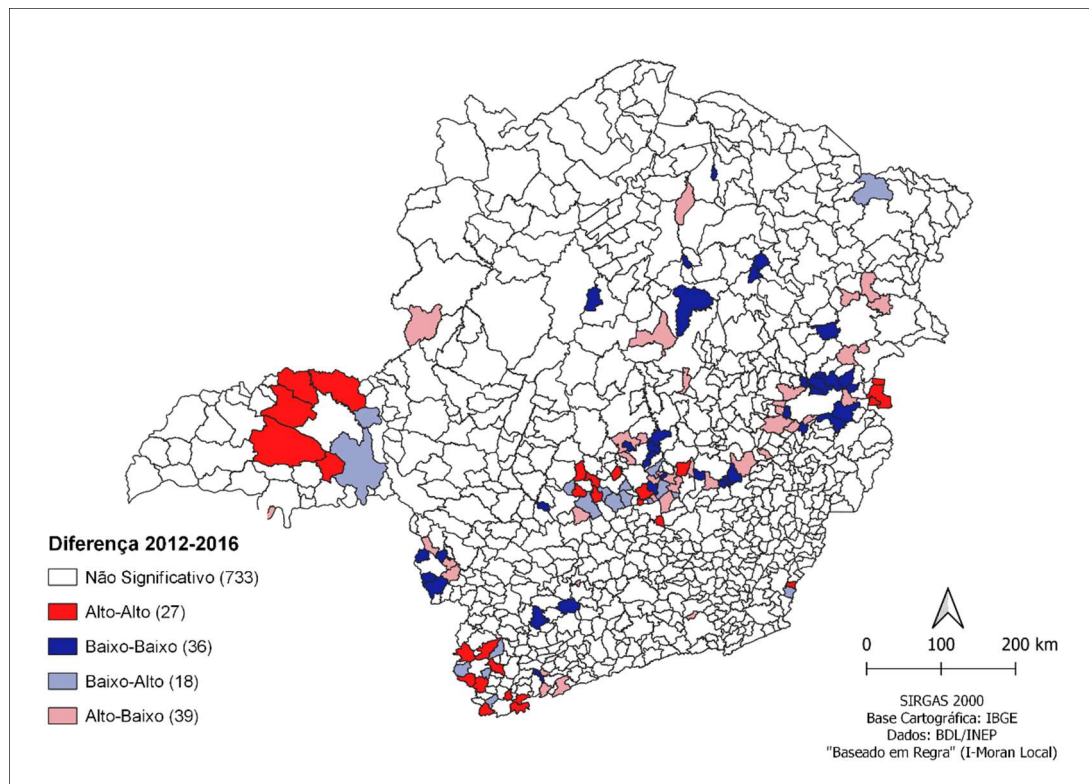 Diferença 2012-2016
Não Significativo (733)
Alto-Alto (27)
Baixo-Baixo (36)
Baixo-Alto (18)
Alto-Baixo (39)
0 100 200 km
SIRGAS 2000
Base Cartográfica: IBGE
Dados: BDL/INEP
"Baseado em Regra" (I-Moran Local)